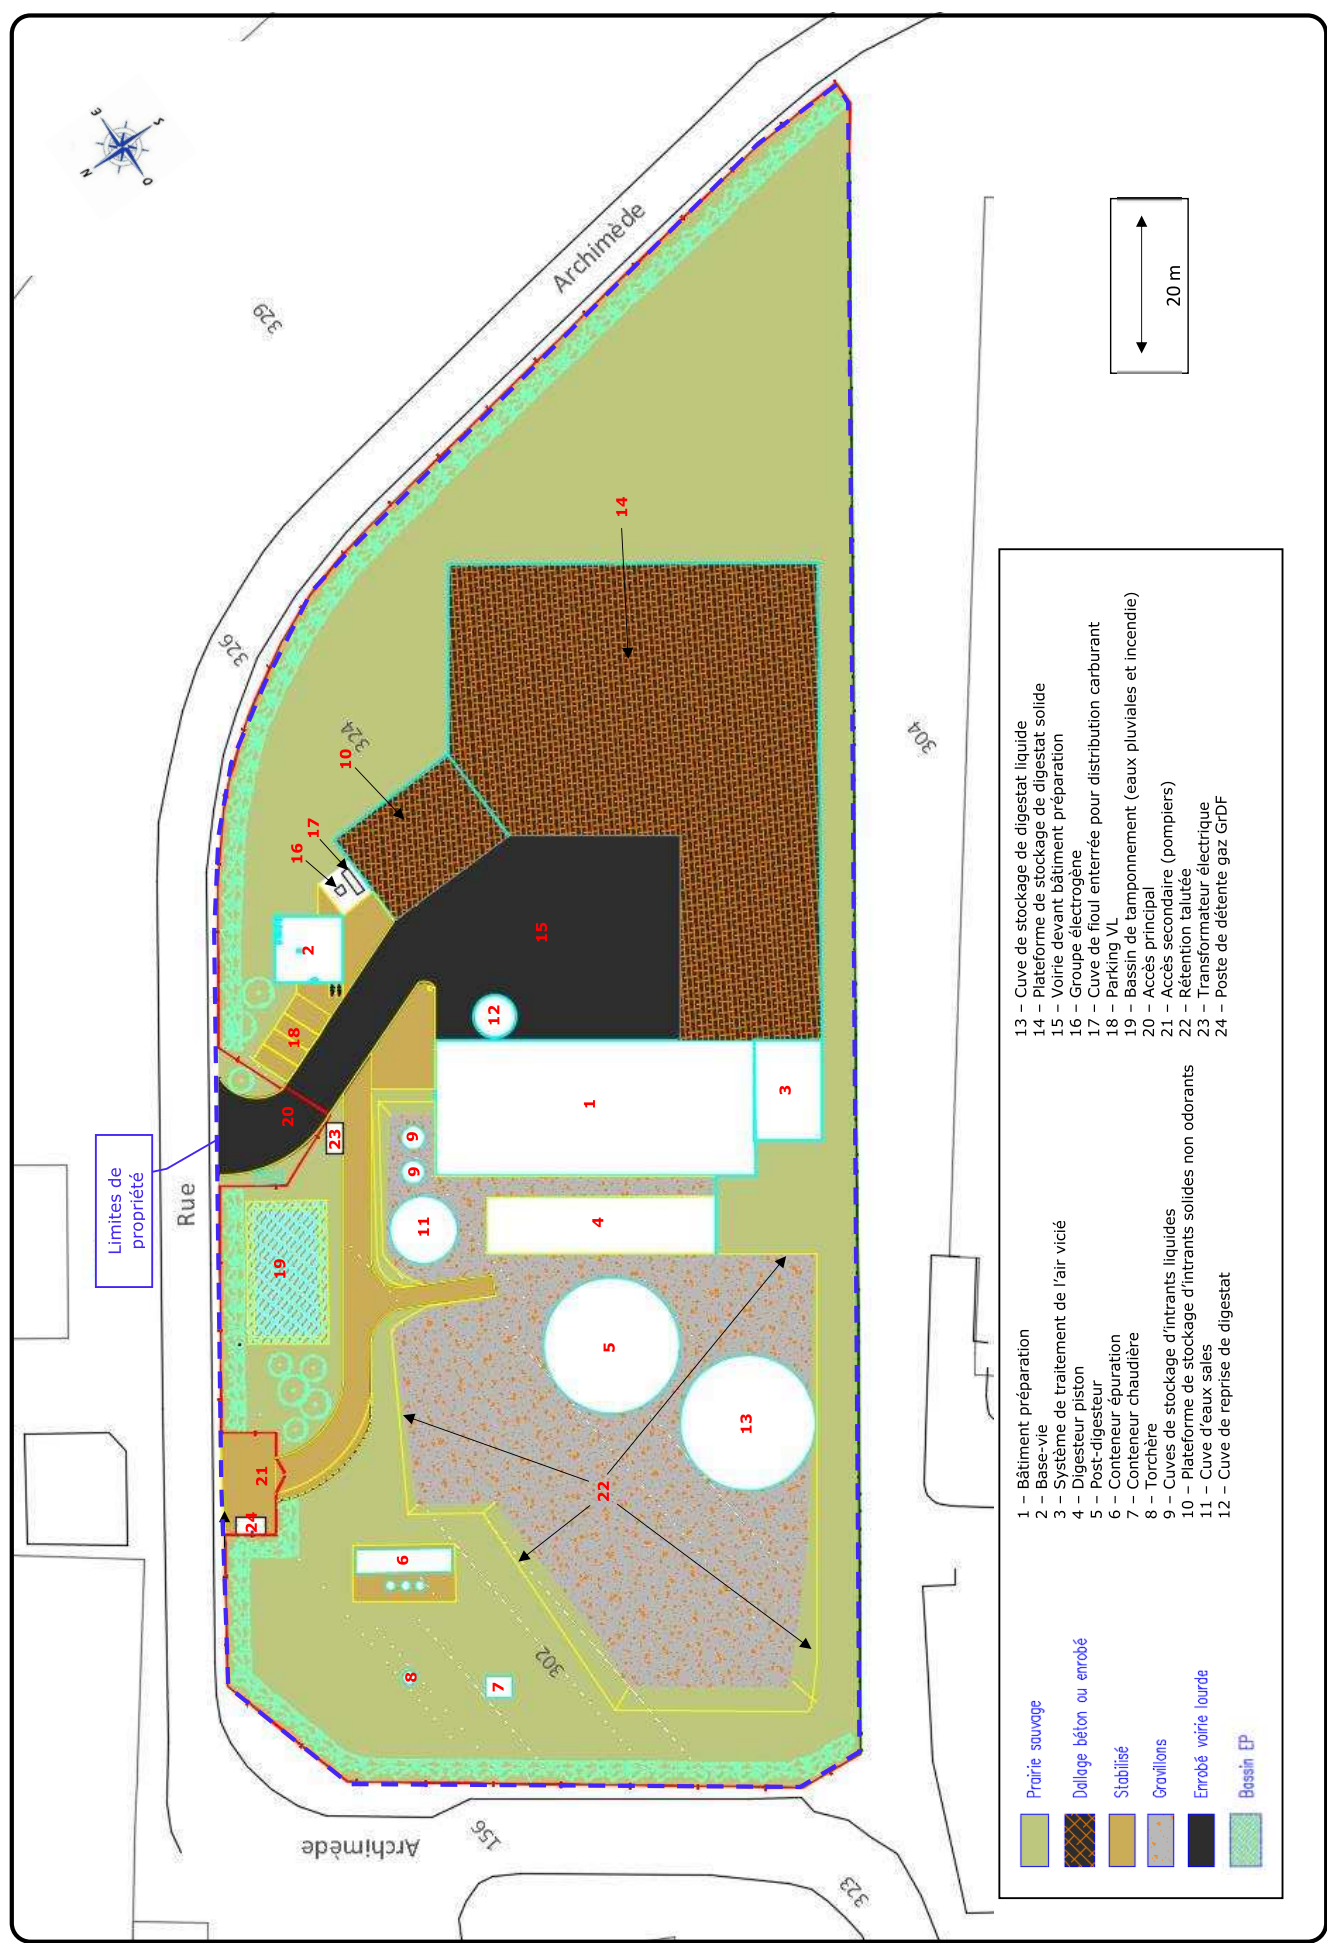 N
E
S
O
329
Archimède
326
324
Limites de
propriété
Rue
20 m
14
10
17
16
2
15
18
12
20
23
1
3
9
9
11
4
19
5
13
21
22
24
6
8
7
302
304
Archimède
156
323
Prairie sauvage
Dallage béton ou enrobé
Stabilisé
Gravillons
Enrobé voirie lourde
Bassin EP
1 – Bâtiment préparation
2 – Base-vie
3 – Système de traitement de l'air vicié
4 – Digesteur piston
5 – Post-digesteur
6 – Conteneur épuration
7 – Conteneur chaudière
8 – Torchère
9 – Cuves de stockage d'intrants liquides
10 – Plateforme de stockage d'intrants solides non odorants
11 – Cuve d'eaux sales
12 – Cuve de reprise de digestat
13 – Cuve de stockage de digestat liquide
14 – Plateforme de stockage de digestat solide
15 – Voirie devant bâtiment préparation
16 – Groupe électrogène
17 – Cuve de fioul enterrée pour distribution carburant
18 – Parking VL
19 – Bassin de tamponnement (eaux pluviales et incendie)
20 – Accès principal
21 – Accès secondaire (pompiers)
22 – Rétention talutée
23 – Transformateur électrique
24 – Poste de détente gaz GrDF